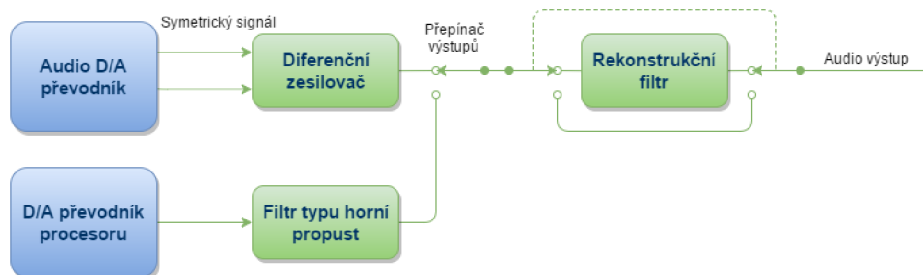 Symetrický signál
Audio D/A
převodník
Diferenční
zesilovač
Přepínač
výstupů
Rekonstrukční
filtr
Audio výstup
D/A převodník
procesoru
Filtr typu horní
propust